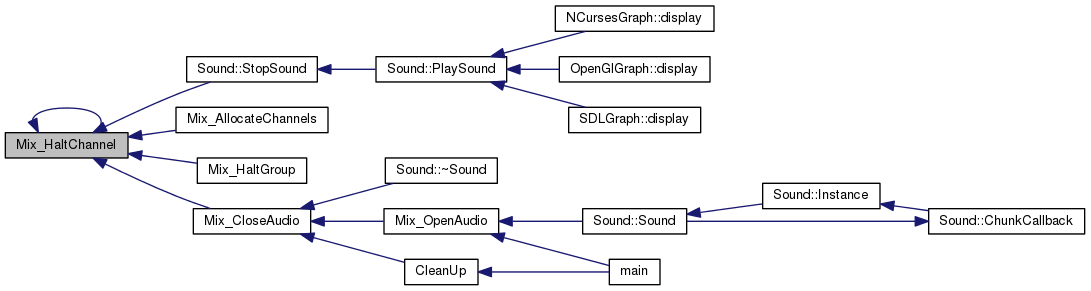 NCursesGraph::display
Sound::StopSound
Sound::PlaySound
OpenGlGraph::display
Mix_AllocateChannels
SDLGraph::display
Mix_HaltChannel
Mix_HaltGroup
Sound::~Sound
Sound::Instance
Mix_CloseAudio
Mix_OpenAudio
Sound::Sound
Sound::ChunkCallback
CleanUp
main